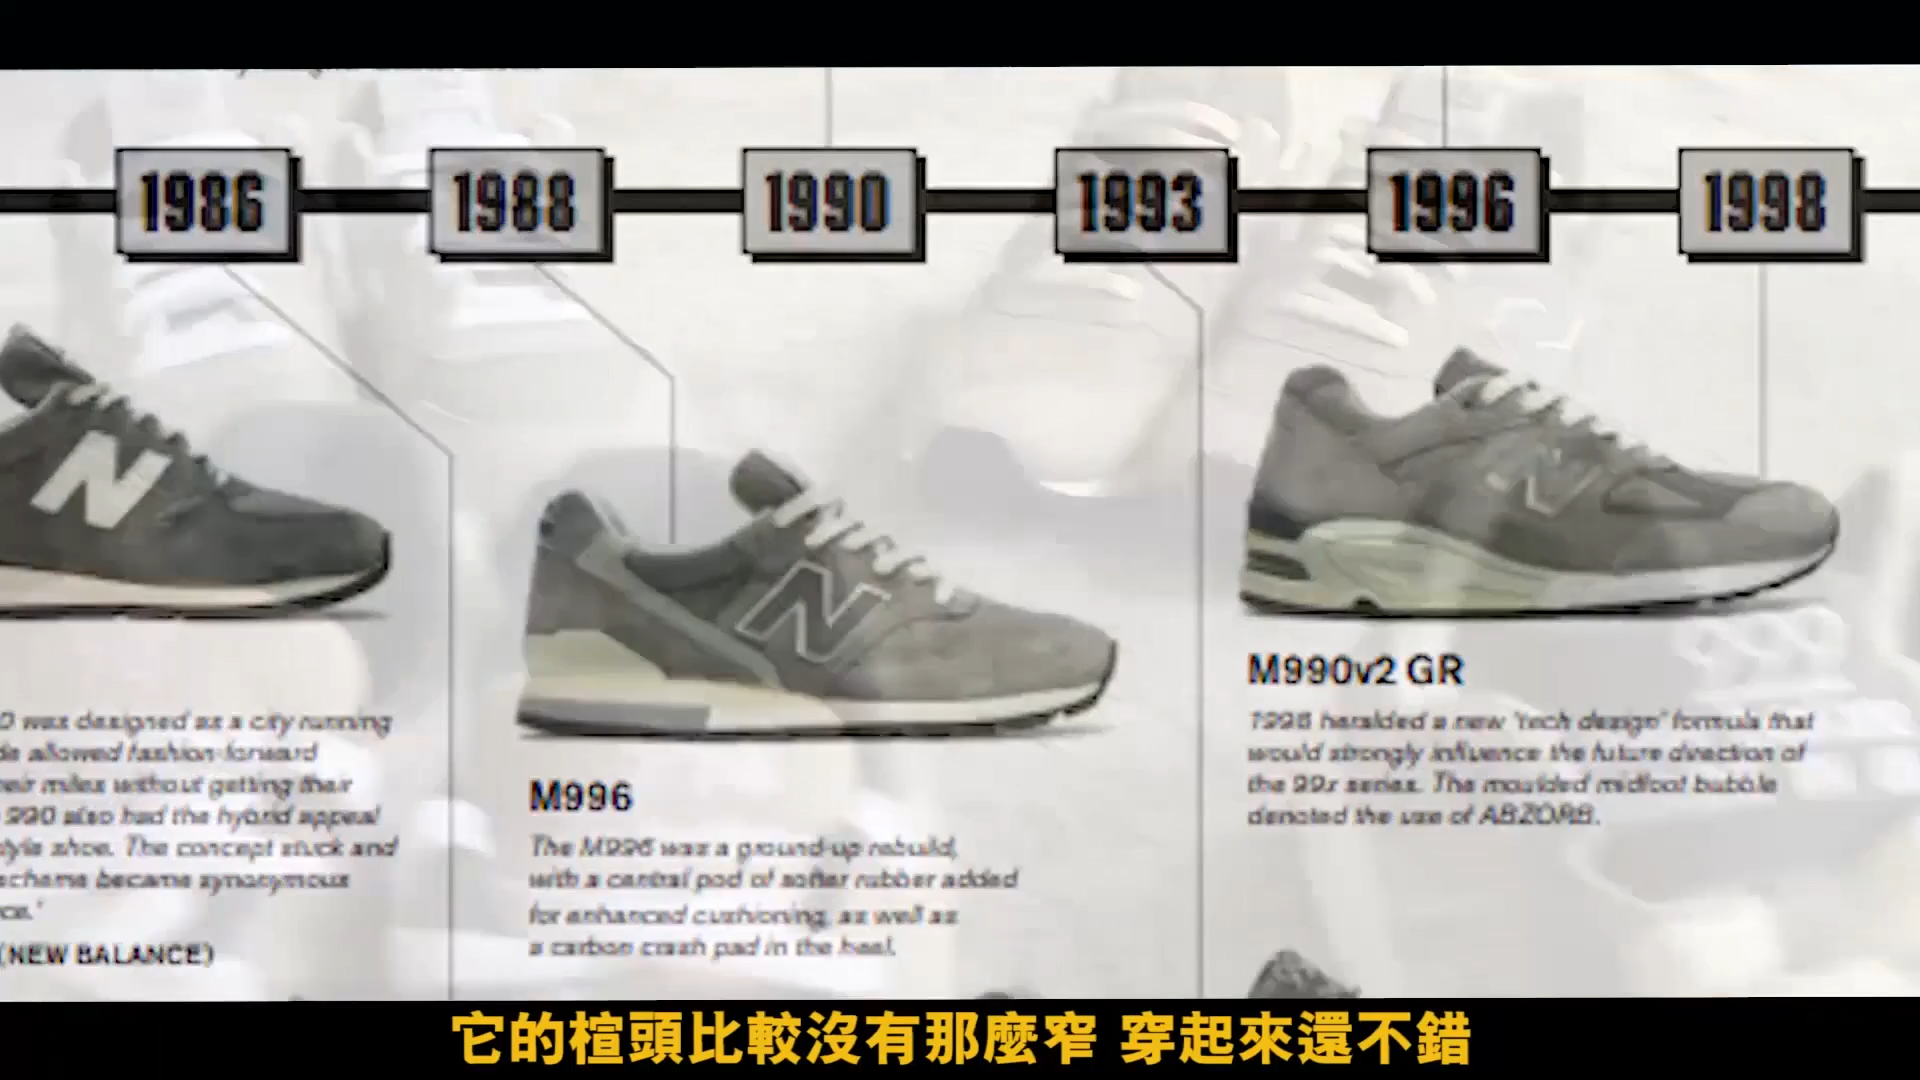 1986
1988
1990
1993
1996
1998
N
N
N
0 was designed as a city running
de allowed fashion-forward
eir miles without getting their
990 also had the hybrid appeal
style shoe. The concept stuck and
scheme became synonymous
ce.'
(NEW BALANCE)
M996
The M996 was a ground-up rebuild,
with a central pod of softer rubber added
for enhanced cushioning, as well as
a carbon crash pad in the heel.
M990v2 GR
1998 heralded a new 'tech design' formula that
would strongly influence the future direction of
the 99x series. The moulded midfoot bubble
denoted the use of ABZORB.
它的楦頭比較沒有那麼窄 穿起來還不錯